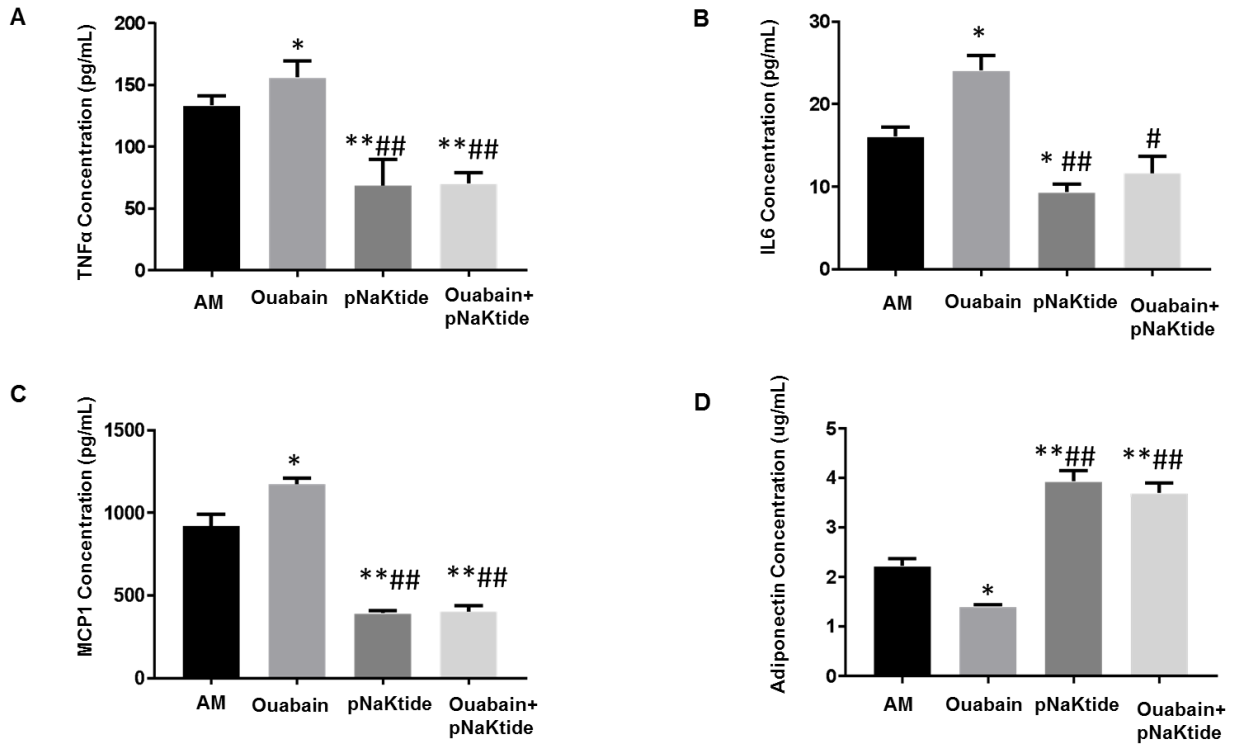 A
TNFα Concentration (pg/mL)
200
150
100
50
0
*
**##
**##
AM
Ouabain
pNaKtide
Ouabain+
pNaKtide
B
IL6 Concentration (pg/mL)
30
20
10
0
*
* ##
#
AM
Ouabain
pNaKtide
Ouabain+
pNaKtide
C
MCP1 Concentration (pg/mL)
1500
1000
500
0
*
**##
**##
AM
Ouabain
pNaKtide
Ouabain+
pNaKtide
D
Adiponectin Concentration (ug/mL)
5
4
3
2
1
0
*
**##
**##
AM
Ouabain
pNaKtide
Ouabain+
pNaKtide